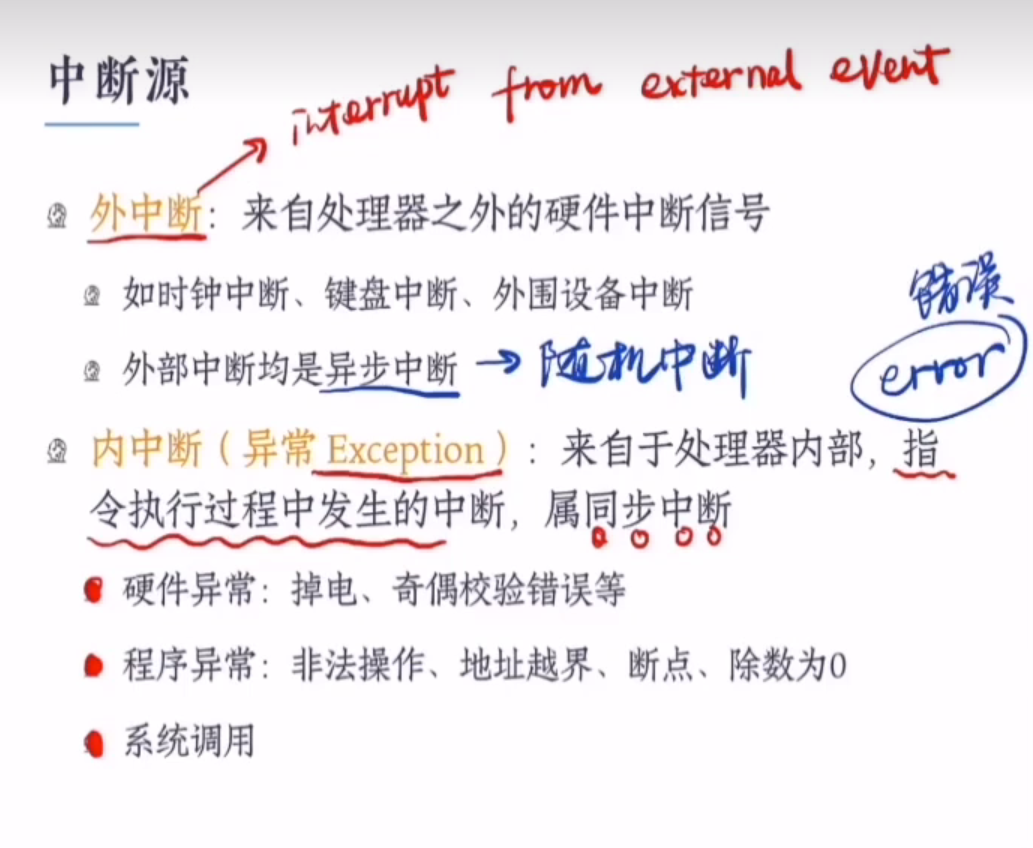 中断源
interrupt from external event
外中断：来自处理器之外的硬件中断信号
如时钟中断、键盘中断、外围设备中断
错误
外部中断均是异步中断 → 随机中断
error
内中断（异常 Exception）：来自于处理器内部，指
令执行过程中发生的中断，属同步中断
硬件异常：掉电、奇偶校验错误等
程序异常：非法操作、地址越界、断点、除数为0
系统调用